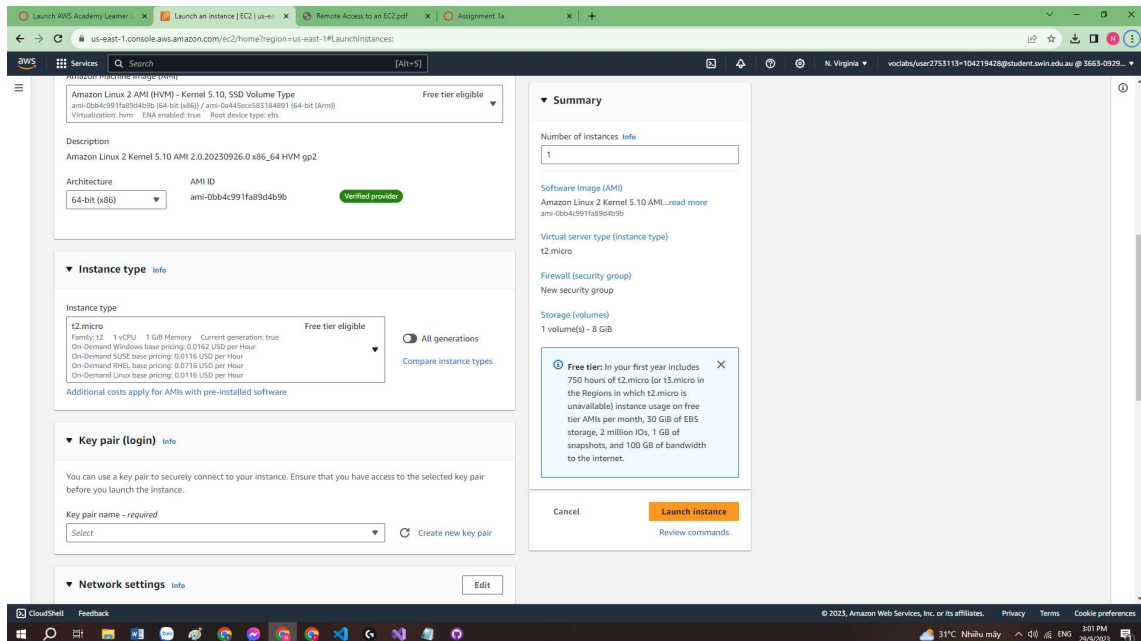 Launch AWS Academy Learner L
Launch an instance | EC2 | us-ea
Remote Access to an EC2.pdf
Assignment 1a
us-east-1.console.aws.amazon.com/ec2/home?region=us-east-1#LaunchInstances:
aws
Services
Search
[Alt+S]
N. Virginia
voclabs/user2753113=104219428@student.swin.edu.au @ 3663-0929...
Amazon Machine Image (AMI)
Amazon Linux 2 AMI (HVM) - Kernel 5.10, SSD Volume Type
Free tier eligible
ami-0bb4c991fa89d4b9b (64-bit (x86)) / ami-0a445ece583184891 (64-bit (Arm))
Virtualization: hvm ENA enabled: true Root device type: ebs
Description
Amazon Linux 2 Kernel 5.10 AMI 2.0.20230926.0 x86_64 HVM gp2
Architecture
AMI ID
64-bit (x86)
ami-0bb4c991fa89d4b9b
Verified provider
Instance type Info
Instance type
t2.micro
Free tier eligible
Family: t2 1 vCPU 1 GiB Memory Current generation: true
On-Demand Windows base pricing: 0.0162 USD per Hour
On-Demand SUSE base pricing: 0.0116 USD per Hour
On-Demand RHEL base pricing: 0.0716 USD per Hour
On-Demand Linux base pricing: 0.0116 USD per Hour
All generations
Compare instance types
Additional costs apply for AMIs with pre-installed software
Key pair (login) Info
You can use a key pair to securely connect to your instance. Ensure that you have access to the selected key pair
before you launch the instance.
Key pair name - required
Select
Create new key pair
Network settings Info
Edit
Summary
Number of instances Info
1
Software Image (AMI)
Amazon Linux 2 Kernel 5.10 AMI...read more
ami-0bb4c991fa89d4b9b
Virtual server type (instance type)
t2.micro
Firewall (security group)
New security group
Storage (volumes)
1 volume(s) - 8 GiB
Free tier: In your first year includes
750 hours of t2.micro (or t3.micro in
the Regions in which t2.micro is
unavailable) instance usage on free
tier AMIs per month, 30 GiB of EBS
storage, 2 million IOs, 1 GB of
snapshots, and 100 GB of bandwidth
to the internet.
Cancel
Launch instance
Review commands
CloudShell
Feedback
© 2023, Amazon Web Services, Inc. or its affiliates.
Privacy
Terms
Cookie preferences
31°C Nhiều mây
ENG
3:01 PM
29/9/2023